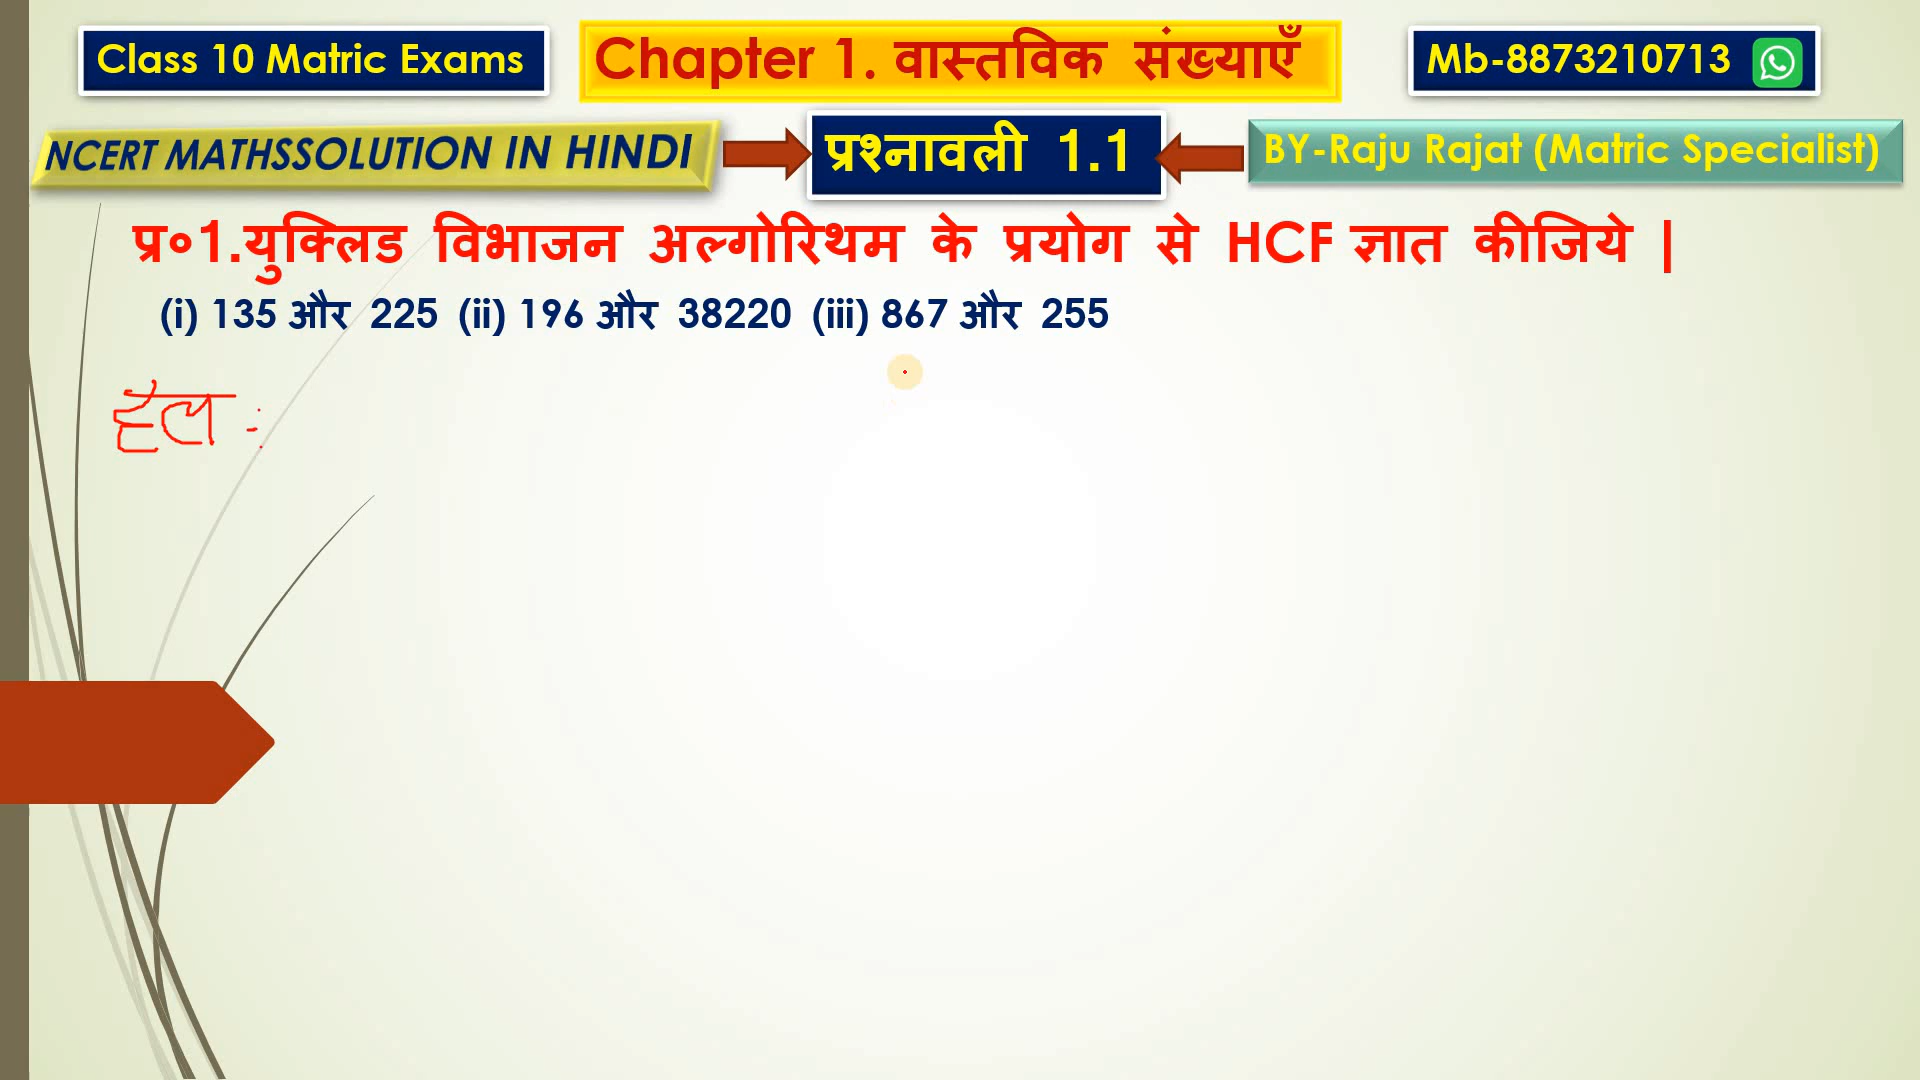 Class 10 Matric Exams
Chapter 1. वास्तविक संख्याएँ
Mb-8873210713
NCERT MATHSSOLUTION IN HINDI
प्रश्नावली 1.1
BY-Raju Rajat (Matric Specialist)
प्र०1.युक्लिड विभाजन अल्गोरिथम के प्रयोग से HCF ज्ञात कीजिये |
(i) 135 और 225 (ii) 196 और 38220 (iii) 867 और 255
हल :-